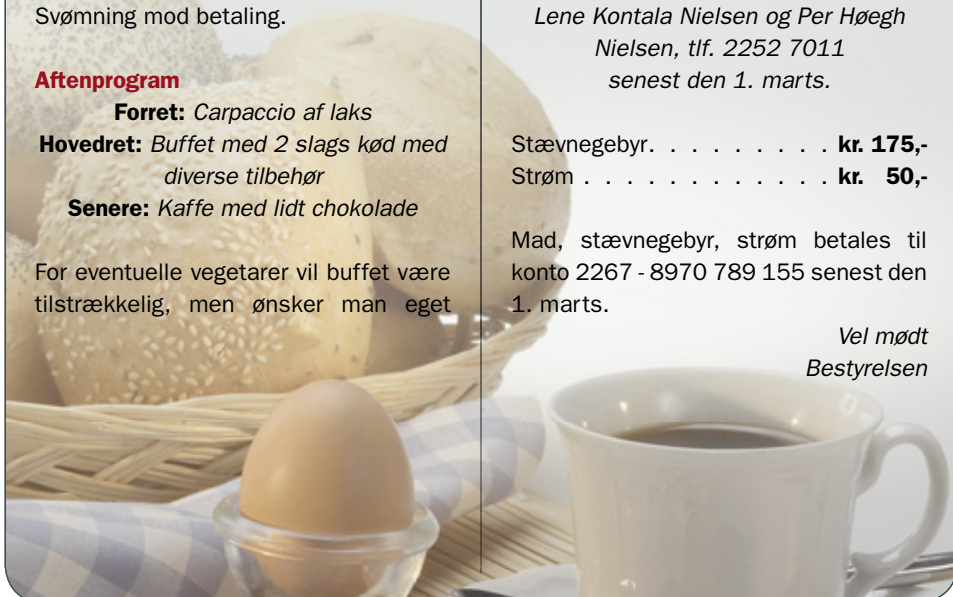 Svømning mod betaling.
Aftenprogram
Forret: Carpaccio af laks
Hovedret: Buffet med 2 slags kød med
diverse tilbehør
Senere: Kaffe med lidt chokolade
For eventuelle vegetarer vil buffet være
tilstrækkelig, men ønsker man eget
Lene Kontala Nielsen og Per Høegh
Nielsen, tlf. 2252 7011
senest den 1. marts.
Stævnegebyr. . . . . . . . . . kr. 175,-
Strøm . . . . . . . . . . . . . kr. 50,-
Mad, stævnegebyr, strøm betales til
konto 2267 - 8970 789 155 senest den
1. marts.
Vel mødt
Bestyrelsen